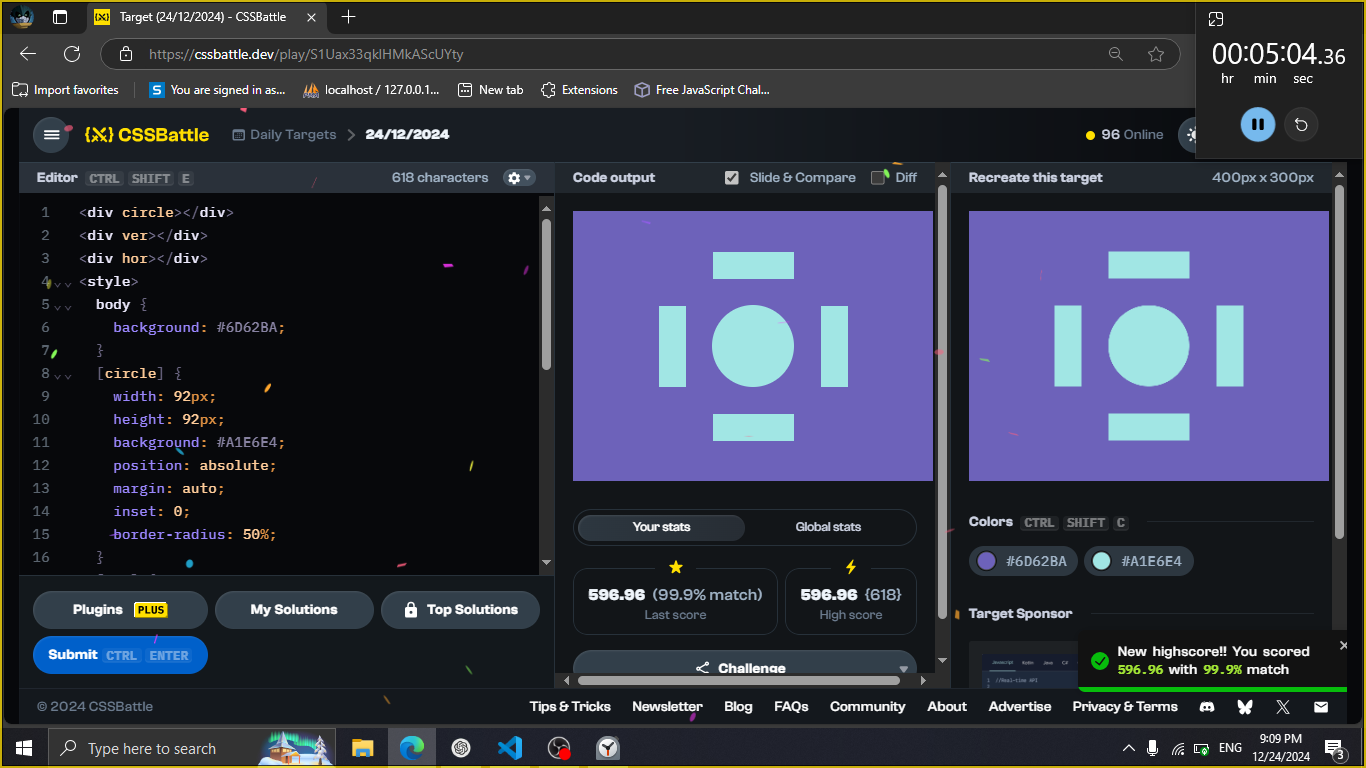 Target (24/12/2024) - CSSBattle
https://cssbattle.dev/play/S1Uax33qklHMkAScUYty
Import favorites
You are signed in as...
localhost / 127.0.0.1...
New tab
Extensions
Free JavaScript Chal...
00:05:04.36
hr min sec
{X} CSSBattle
Daily Targets
24/12/2024
96 Online
Editor CTRL SHIFT E
618 characters
Code output
Slide & Compare
Diff
Recreate this target
400px x 300px
1 <div circle></div>
2 <div ver></div>
3 <div hor></div>
4 <style>
5 body {
6 background: #6D62BA;
7 }
8 [circle] {
9 width: 92px;
10 height: 92px;
11 background: #A1E6E4;
12 position: absolute;
13 margin: auto;
14 inset: 0;
15 border-radius: 50%;
16 }
Plugins PLUS
My Solutions
Top Solutions
Submit CTRL ENTER
Your stats
Global stats
596.96 (99.9% match)
Last score
596.96 {618}
High score
Challenge
Colors CTRL SHIFT C
#6D62BA
#A1E6E4
Target Sponsor
Javascript Kotlin Java C#
1 //Real-time API
2
New highscore!! You scored
596.96 with 99.9% match
© 2024 CSSBattle
Tips & Tricks
Newsletter
Blog
FAQs
Community
About
Advertise
Privacy & Terms
Type here to search
ENG
9:09 PM
12/24/2024
3